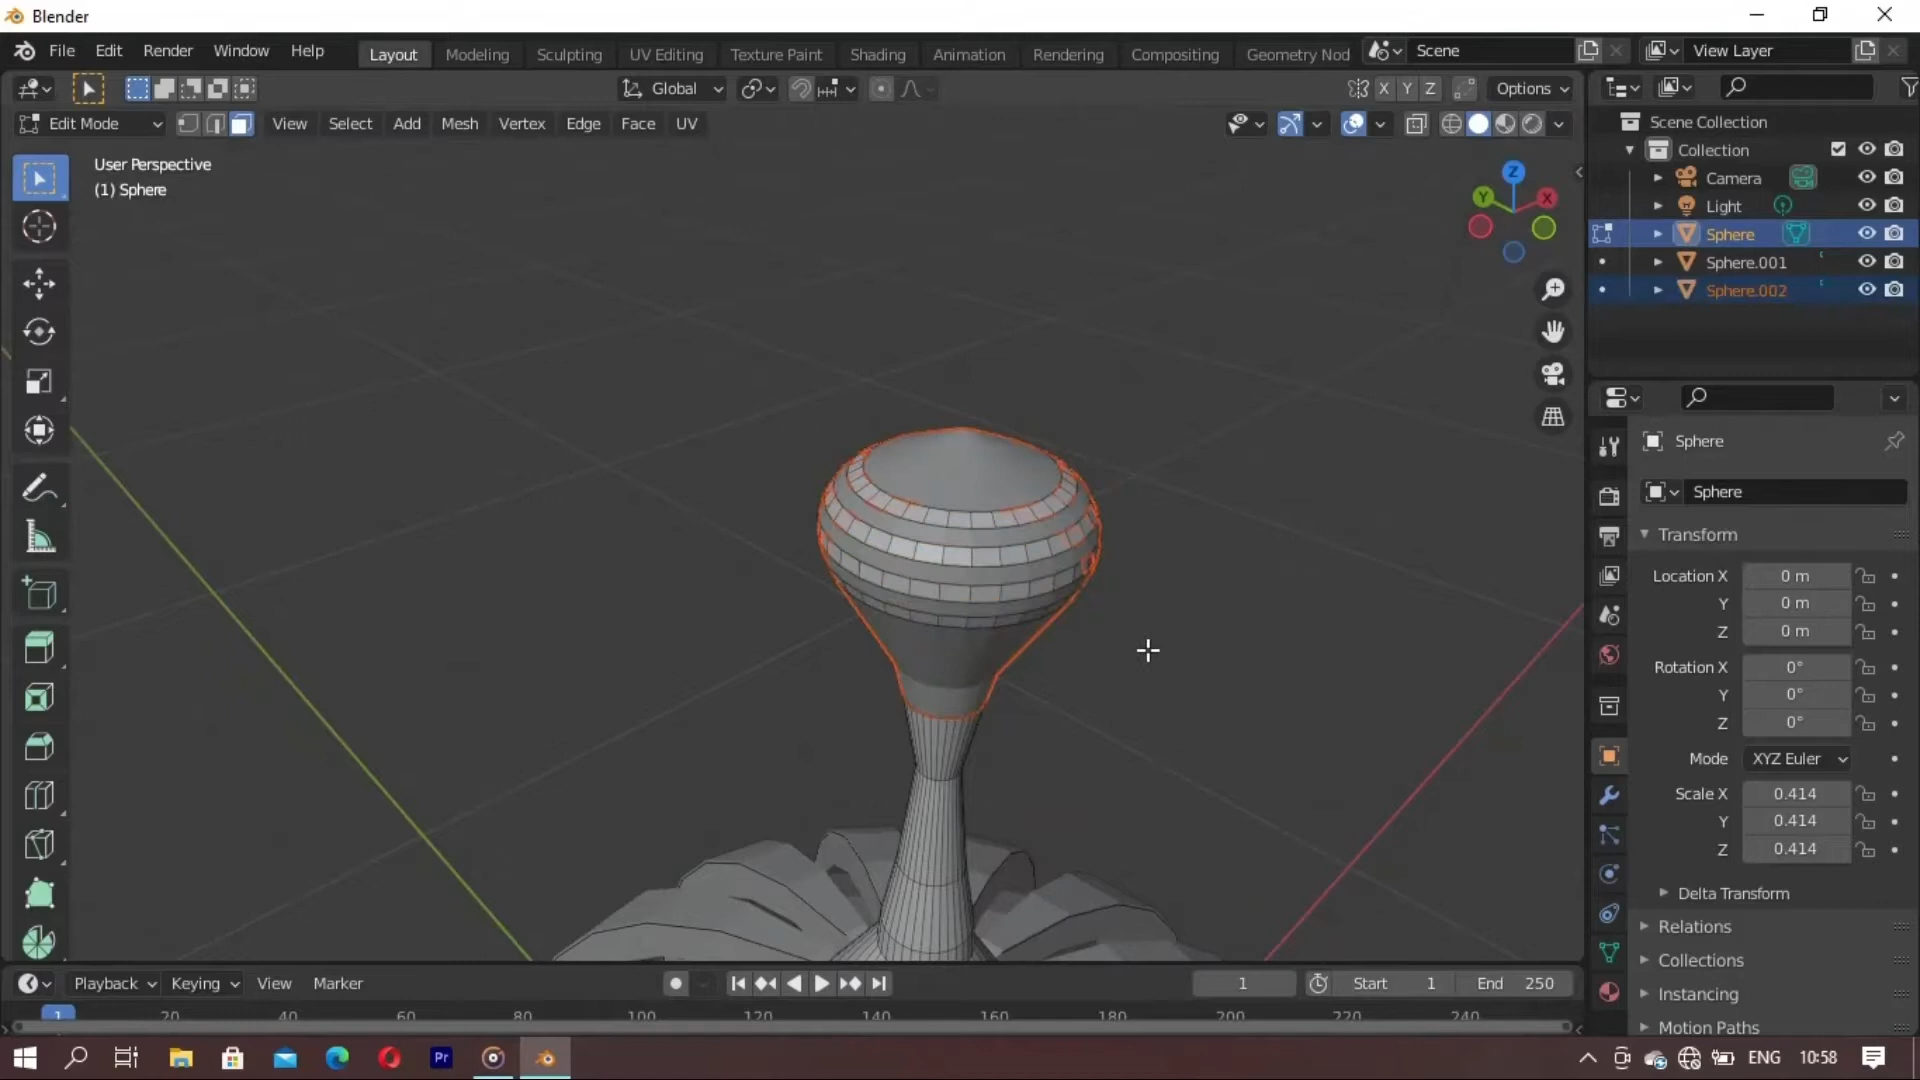 Blender
File Edit Render Window Help Layout Modeling Sculpting UV Editing Texture Paint Shading Animation Rendering Compositing Geometry Nod Scene View Layer
Global X Y Z Options
Edit Mode View Select Add Mesh Vertex Edge Face UV
User Perspective
(1) Sphere
Z
Y X
Scene Collection
Collection
Camera
Light
Sphere
Sphere.001
Sphere.002
Sphere
Sphere
Transform
Location X 0 m
Y 0 m
Z 0 m
Rotation X 0°
Y 0°
Z 0°
Mode XYZ Euler
Scale X 0.414
Y 0.414
Z 0.414
Delta Transform
Relations
Collections
Instancing
Motion Paths
Playback Keying View Marker 1 Start 1 End 250
1 20 40 60 80 100 120 140 160 180 200 220 240
Pr ENG 10:58